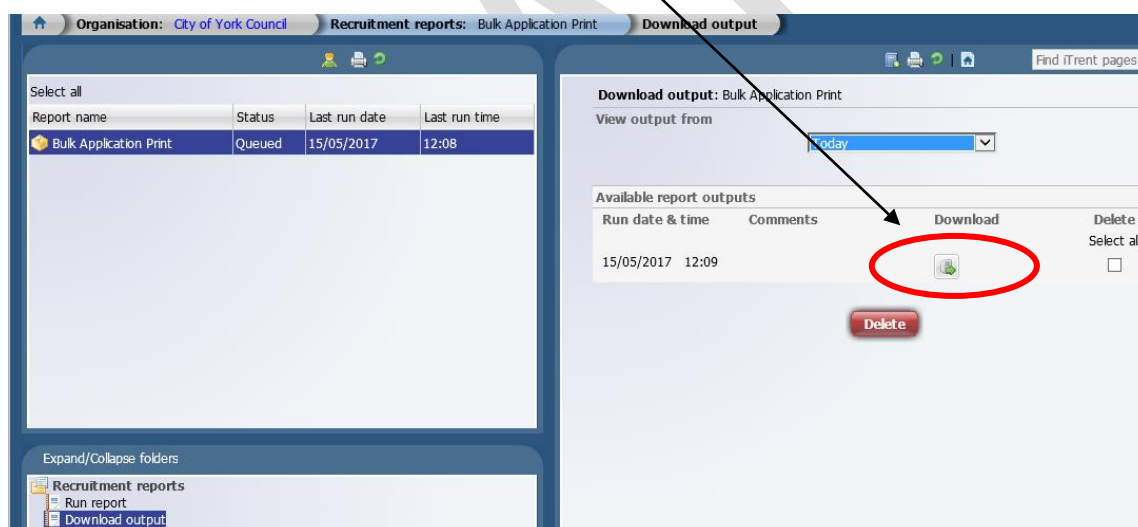 Organisation: City of York Council Recruitment reports: Bulk Application Print Download output
Find iTrent pages
Select all
Report name Status Last run date Last run time
Bulk Application Print Queued 15/05/2017 12:08
Expand/Collapse folders
Recruitment reports
Run report
Download output
Download output: Bulk Application Print
View output from
Today
Available report outputs
Run date & time Comments Download Delete
Select al
15/05/2017 12:09
Delete